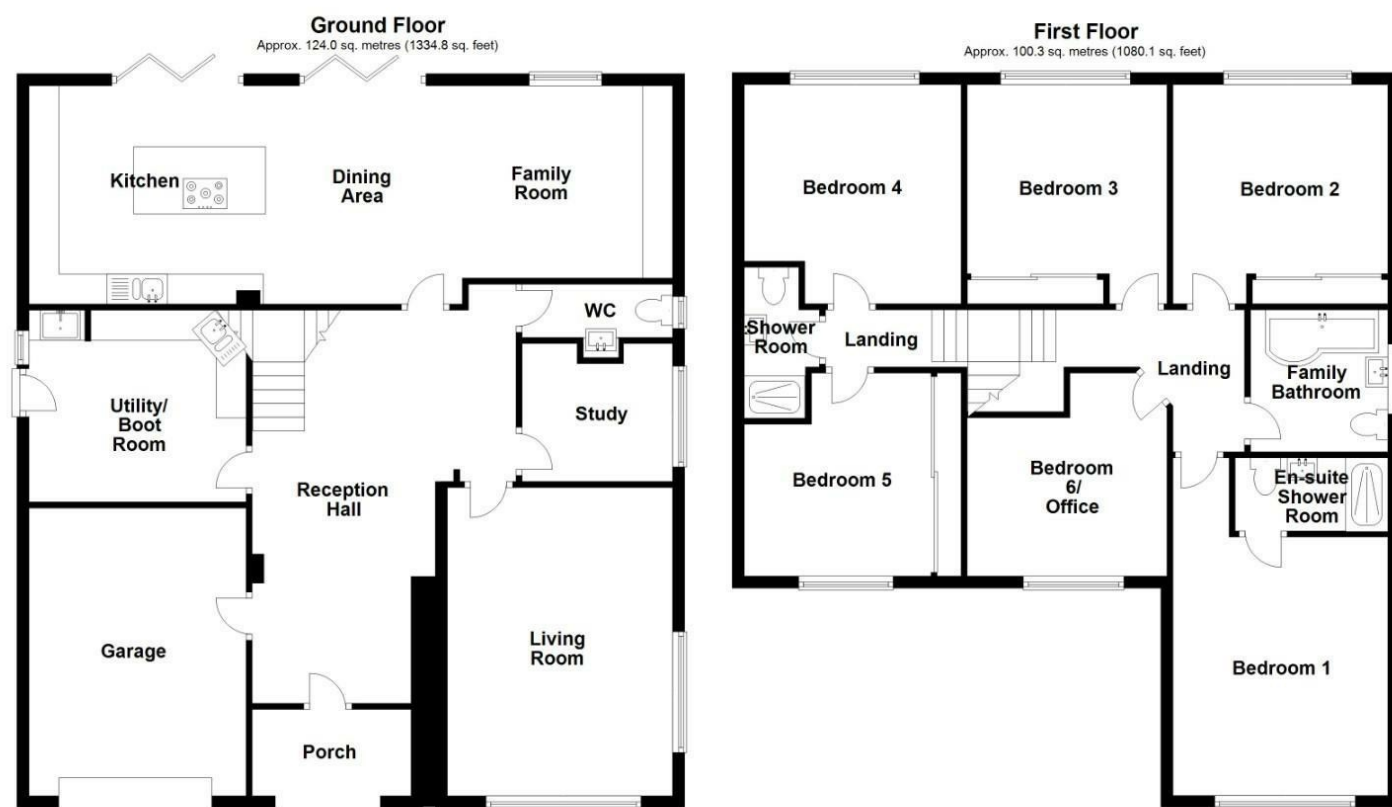 Ground Floor
Approx. 124.0 sq. metres (1334.8 sq. feet)
Kitchen
Dining
Area
Family
Room
WC
Utility/
Boot
Room
Study
Reception
Hall
Garage
Living
Room
Porch
First Floor
Approx. 100.3 sq. metres (1080.1 sq. feet)
Bedroom 4
Bedroom 3
Bedroom 2
Shower
Room
Landing
Landing
Family
Bathroom
Bedroom 5
Bedroom
6/
Office
En-suite
Shower
Room
Bedroom 1